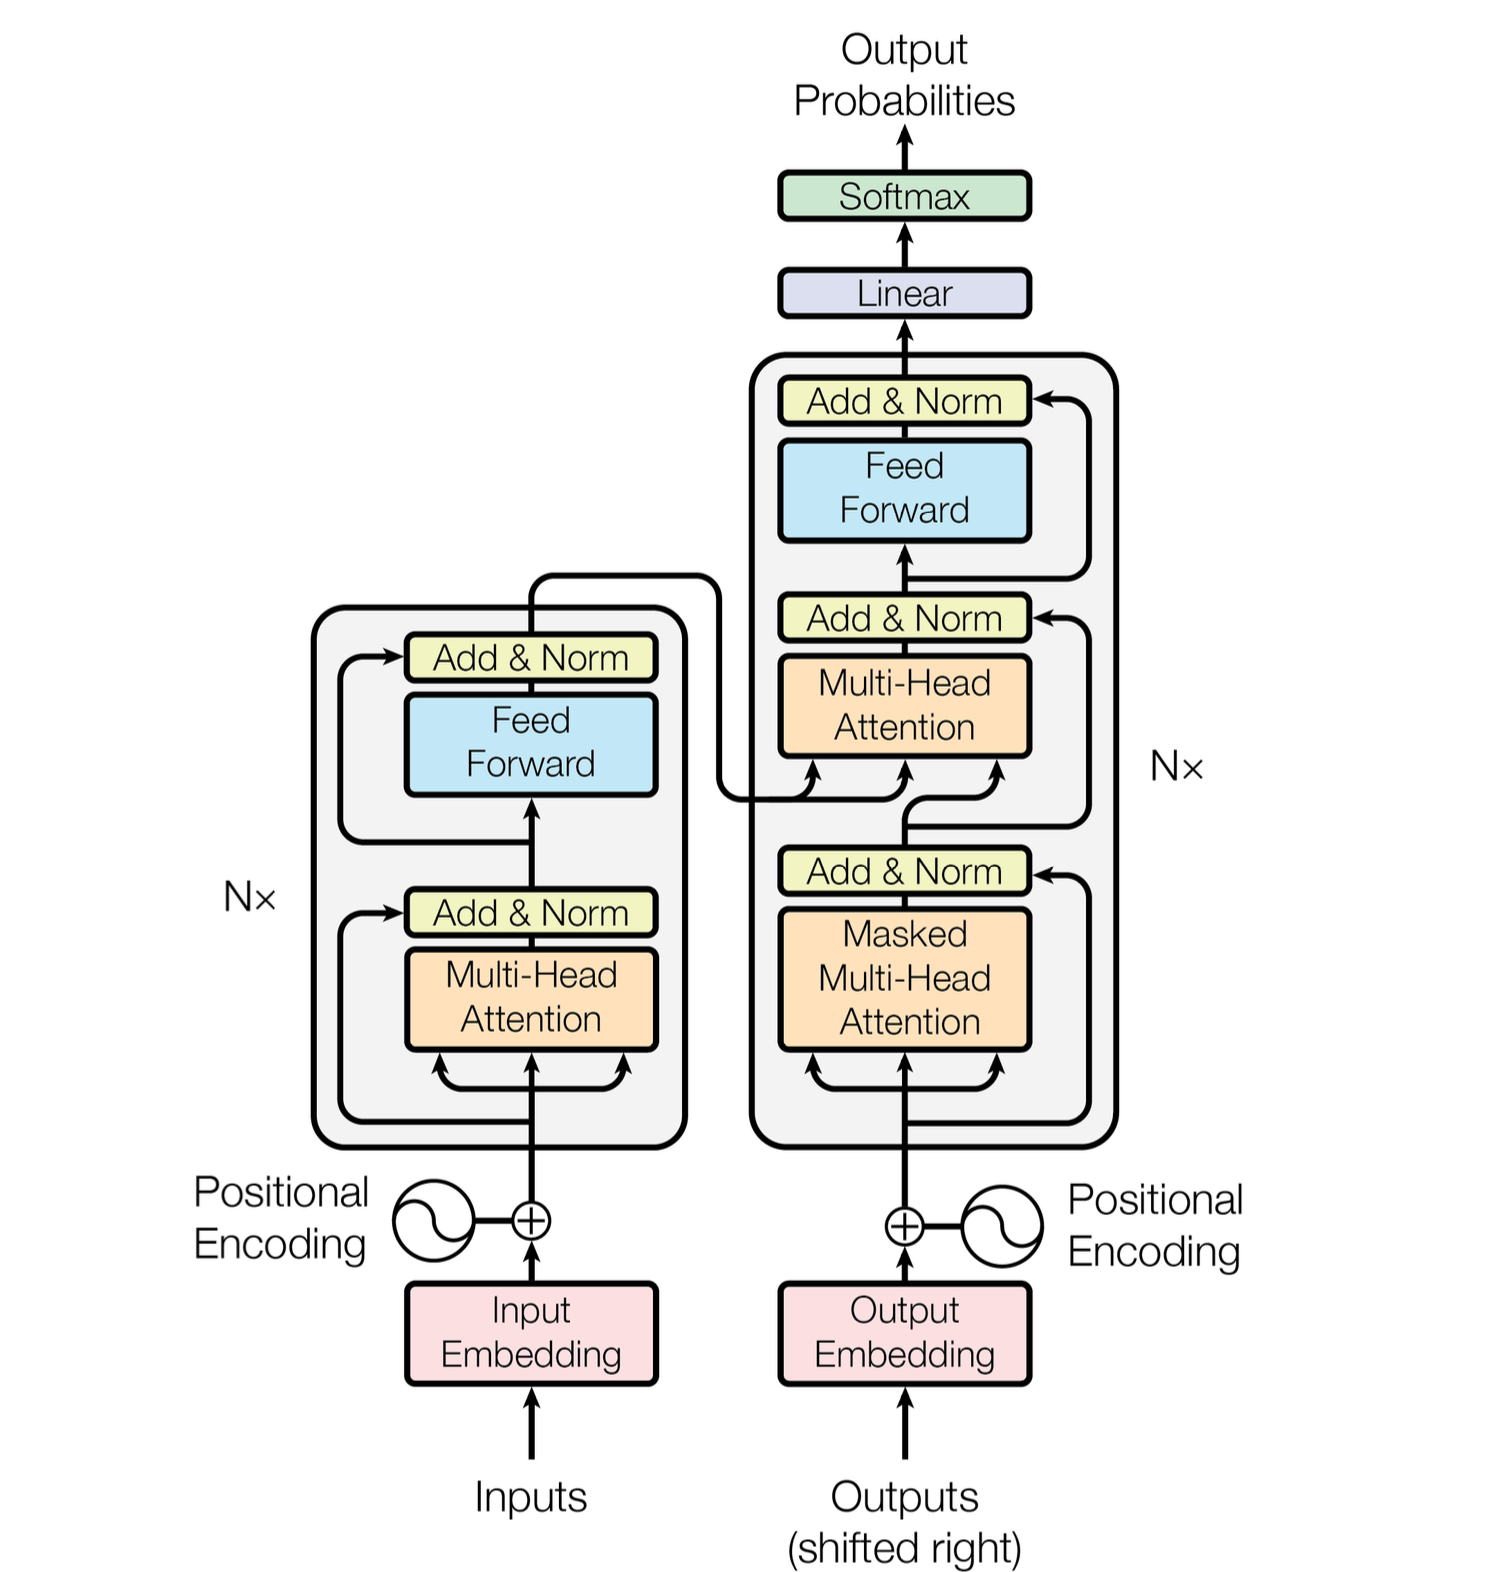 Output
Probabilities
Softmax
Linear
Add & Norm
Feed
Forward
Add & Norm
Multi-Head
Attention
N×
Add & Norm
Masked
Multi-Head
Attention
Add & Norm
Feed
Forward
N×
Add & Norm
Multi-Head
Attention
Positional
Encoding
Positional
Encoding
Input
Embedding
Output
Embedding
Inputs
Outputs
(shifted right)